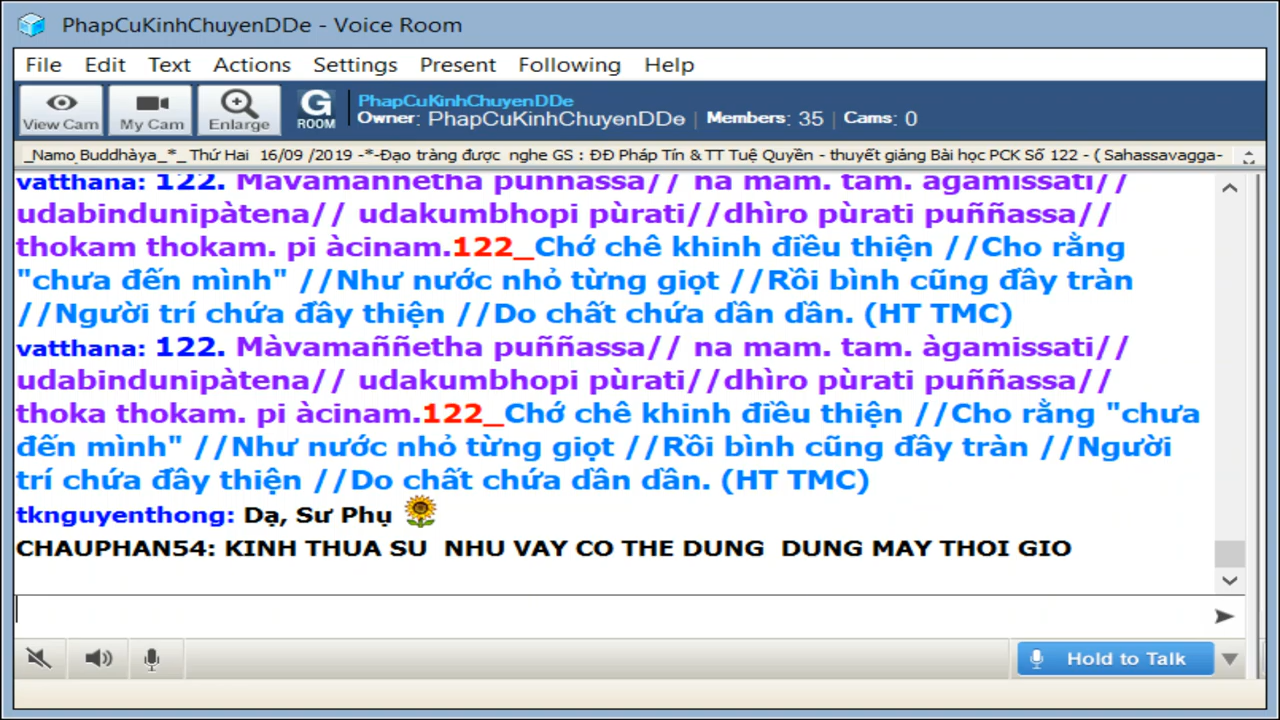 PhapCuKinhChuyenDDe - Voice Room
File Edit Text Actions Settings Present Following Help
View Cam My Cam Enlarge G ROOM
PhapCuKinhChuyenDDe
Owner: PhapCuKinhChuyenDDe | Members: 35 | Cams: 0
_Namo Buddhàya_*_ Thứ Hai 16/09 /2019 -*-Đạo tràng được nghe GS : ĐĐ Pháp Tín & TT Tuệ Quyền - thuyết giảng Bài học PCK Số 122 - ( Sahassavagga-
vatthana: 122. Màvamaññetha puññassa// na mam. tam. àgamissati//
udabindunipàtena// udakumbhopi pùrati//dhìro pùrati puññassa//
thokam thokam. pi àcinam.122_Chớ chê khinh điều thiện //Cho rằng
"chưa đến mình" //Như nước nhỏ từng giọt //Rồi bình cũng đầy tràn
//Người trí chứa đầy thiện //Do chất chứa dần dần. (HT TMC)
vatthana: 122. Màvamaññetha puññassa// na mam. tam. àgamissati//
udabindunipàtena// udakumbhopi pùrati//dhìro pùrati puññassa//
thoka thokam. pi àcinam.122_Chớ chê khinh điều thiện //Cho rằng "chưa
đến mình" //Như nước nhỏ từng giọt //Rồi bình cũng đầy tràn //Người
trí chứa đầy thiện //Do chất chứa dần dần. (HT TMC)
tknguyenthong: Dạ, Sư Phụ
CHAUPHAN54: KINH THUA SU NHU VAY CO THE DUNG DUNG MAY THOI GIO
Hold to Talk